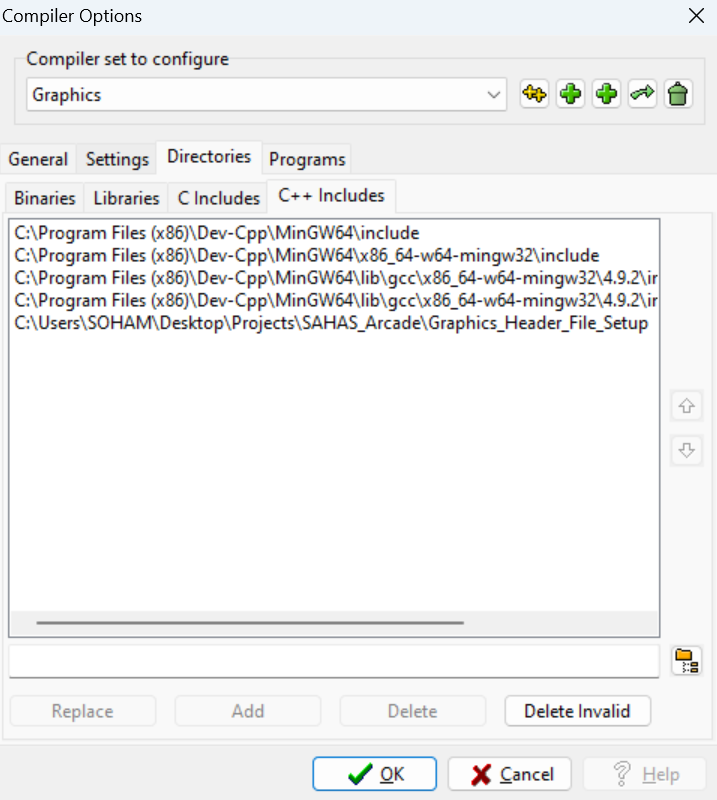 Compiler Options
Compiler set to configure
Graphics
General Settings Directories Programs
Binaries Libraries C Includes C++ Includes
C:\Program Files (x86)\Dev-Cpp\MinGW64\include
C:\Program Files (x86)\Dev-Cpp\MinGW64\x86_64-w64-mingw32\include
C:\Program Files (x86)\Dev-Cpp\MinGW64\lib\gcc\x86_64-w64-mingw32\4.9.2\ir
C:\Program Files (x86)\Dev-Cpp\MinGW64\lib\gcc\x86_64-w64-mingw32\4.9.2\ir
C:\Users\SOHAM\Desktop\Projects\SAHAS_Arcade\Graphics_Header_File_Setup
Replace Add Delete Delete Invalid
OK Cancel Help